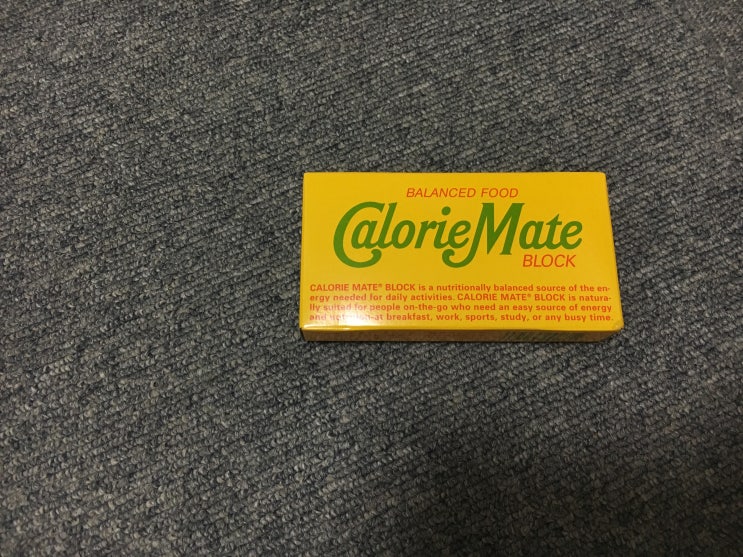 BALANCED FOOD
CalorieMate
BLOCK
CALORIE MATE® BLOCK is a nutritionally balanced source of the en-
ergy needed for daily activities. CALORIE MATE® BLOCK is natura-
lly suited for people on-the-go who need an easy source of energy
and nutrition-at breakfast, work, sports, study, or any busy time.